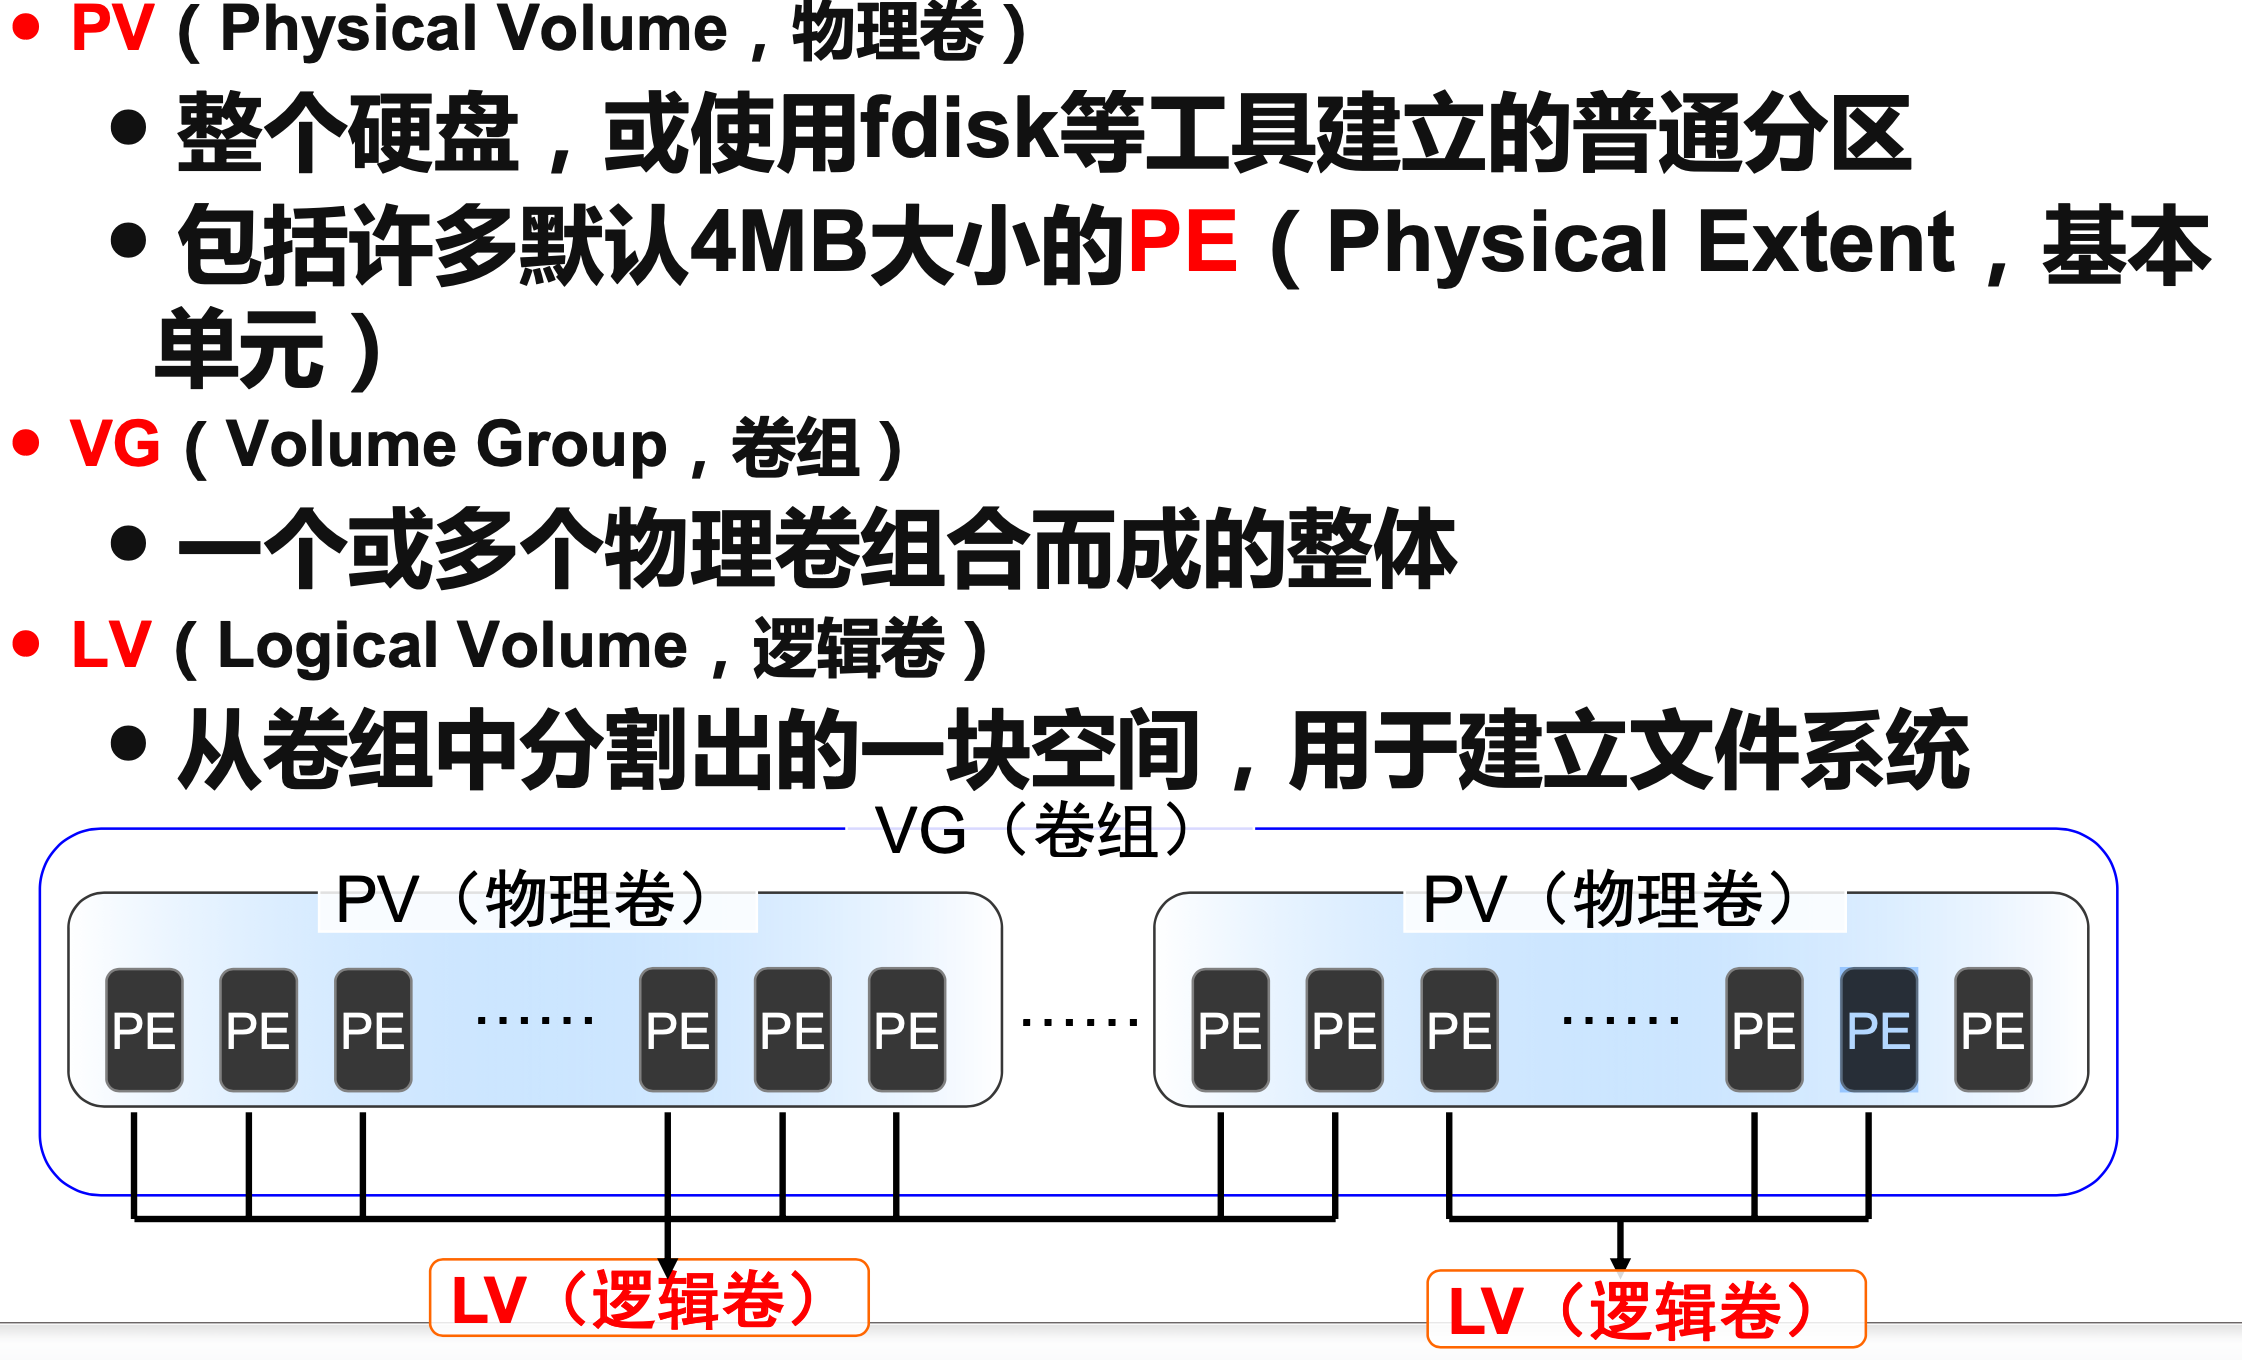 • PV（Physical Volume，物理卷）
• 整个硬盘，或使用fdisk等工具建立的普通分区
• 包括许多默认4MB大小的PE（Physical Extent，基本
单元）
• VG（Volume Group，卷组）
• 一个或多个物理卷组合而成的整体
• LV（Logical Volume，逻辑卷）
• 从卷组中分割出的一块空间，用于建立文件系统
VG（卷组）
PV（物理卷） PV（物理卷）
PE PE PE ······ PE PE PE ······ PE PE PE ······ PE PE PE
LV（逻辑卷） LV（逻辑卷）